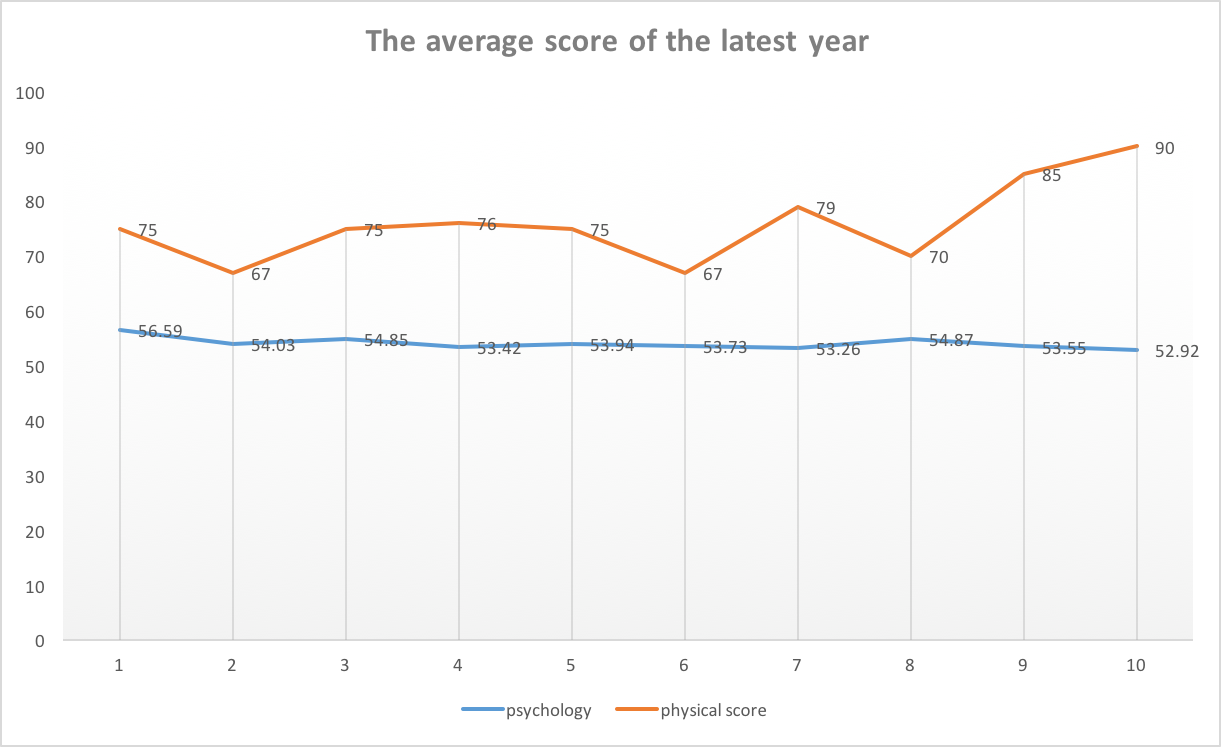 The average score of the latest year
100
90
80
70
60
50
40
30
20
10
0
75 67 75 76 75 67 79 70 85 90
56.59 54.03 54.85 53.42 53.94 53.73 53.26 54.87 53.55 52.92
1 2 3 4 5 6 7 8 9 10
psychology physical score